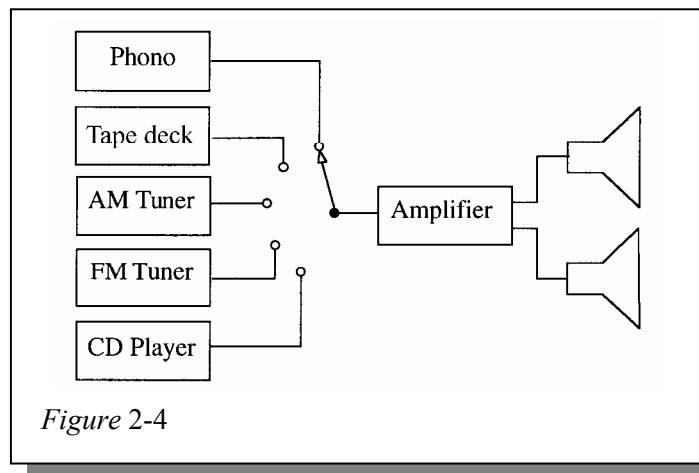 Phono
Tape deck
AM Tuner
FM Tuner
CD Player
Amplifier
Figure 2-4